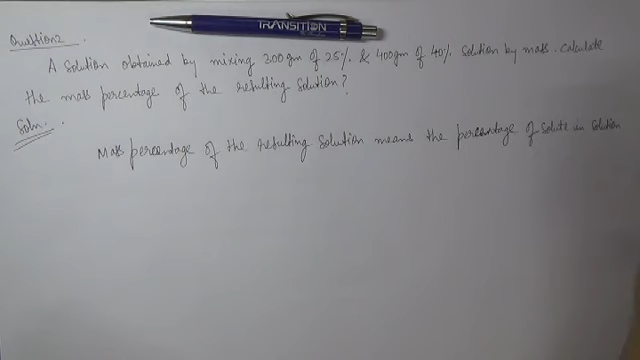 TRANSITION
Question 2.
A Solution obtained by mixing 300gm of 25% & 400gm of 40% solution by mass. calculate
the mass percentage of the resulting solution?
Soln.
Mass percentage of the resulting solution means the percentage of solute in solution